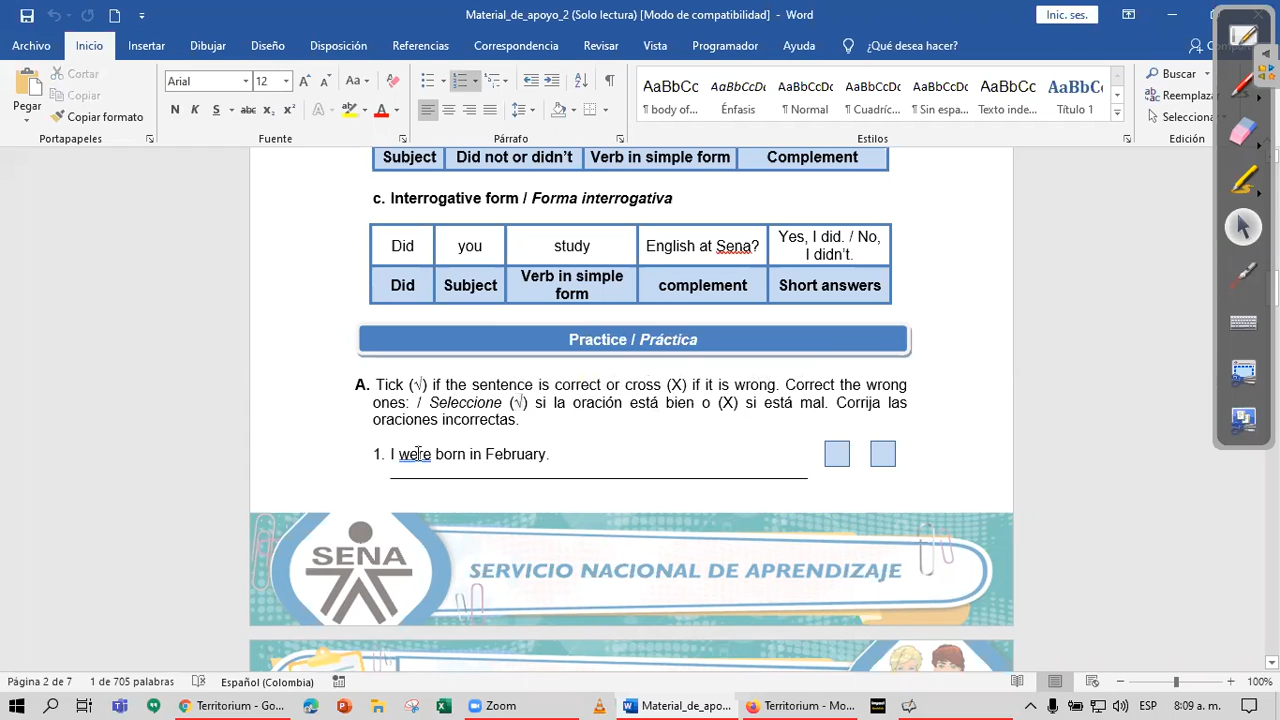 Material_de_apoyo_2 (Solo lectura) [Modo de compatibilidad] - Word
Inic. ses.
Archivo Inicio Insertar Dibujar Diseño Disposición Referencias Correspondencia Revisar Vista Programador Ayuda ¿Qué desea hacer?
Pegar
Cortar
Copiar
Copiar formato
Portapapeles
Arial 12
N K S abc x₂ x²
Fuente
Párrafo
AaBbCc ¶ body of...
AaBbCcD Énfasis
AaBbCcI ¶ Normal
AaBbCcI ¶ Cuadríc...
AaBbCcI ¶ Sin espa...
AaBbCcI Texto inde...
AaBbCc Título 1
Estilos
Buscar
Reemplaza
Selecciona
Edición
Subject Did not or didn’t Verb in simple form Complement
c. Interrogative form / Forma interrogativa
Did you study English at Sena? Yes, I did. / No, I didn’t.
Did Subject Verb in simple form complement Short answers
Practice / Práctica
A. Tick (√) if the sentence is correct or cross (X) if it is wrong. Correct the wrong
ones: / Seleccione (√) si la oración está bien o (X) si está mal. Corrija las
oraciones incorrectas.
1. I were born in February.
SENA
SERVICIO NACIONAL DE APRENDIZAJE
Página 2 de 7 1 de 705 palabras Español (Colombia) 100%
Territorium - Go... Zoom Material_de_apo... Territorium - Mo... ESP 8:09 a. m.